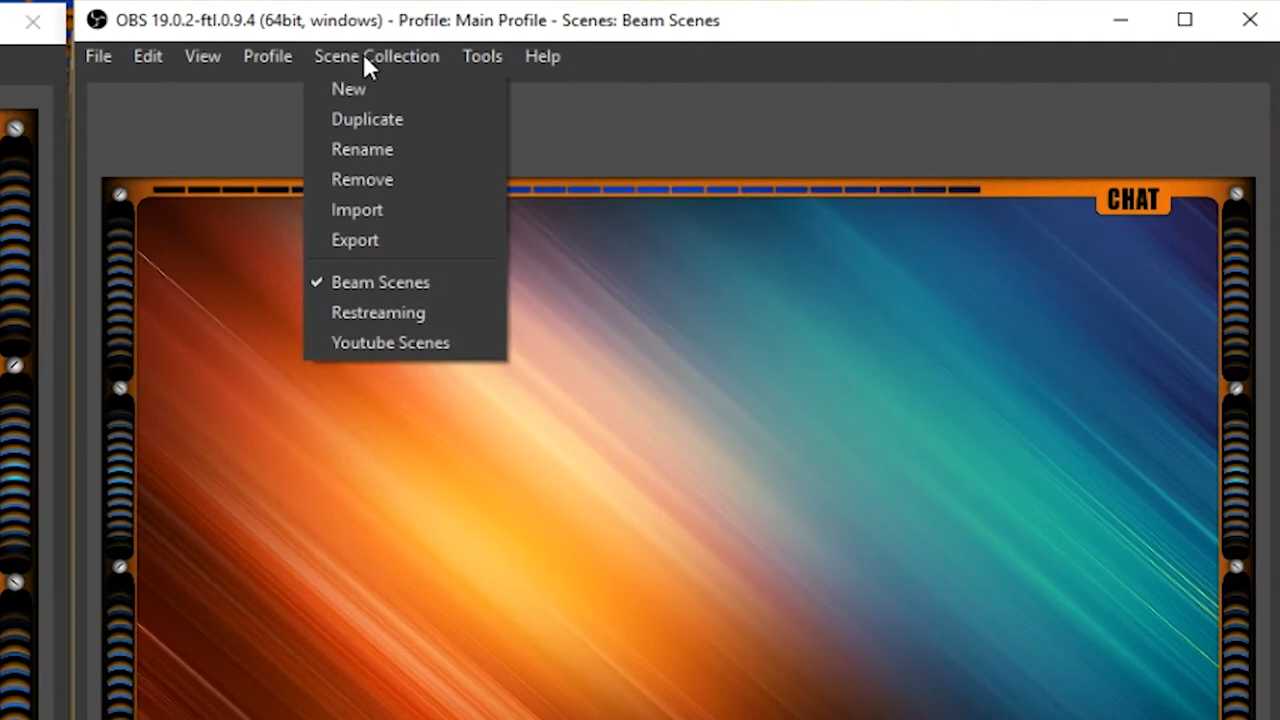 OBS 19.0.2-ftl.0.9.4 (64bit, windows) - Profile: Main Profile - Scenes: Beam Scenes
File Edit View Profile Scene Collection Tools Help
New
Duplicate
Rename
Remove
Import
Export
Beam Scenes
Restreaming
Youtube Scenes
CHAT